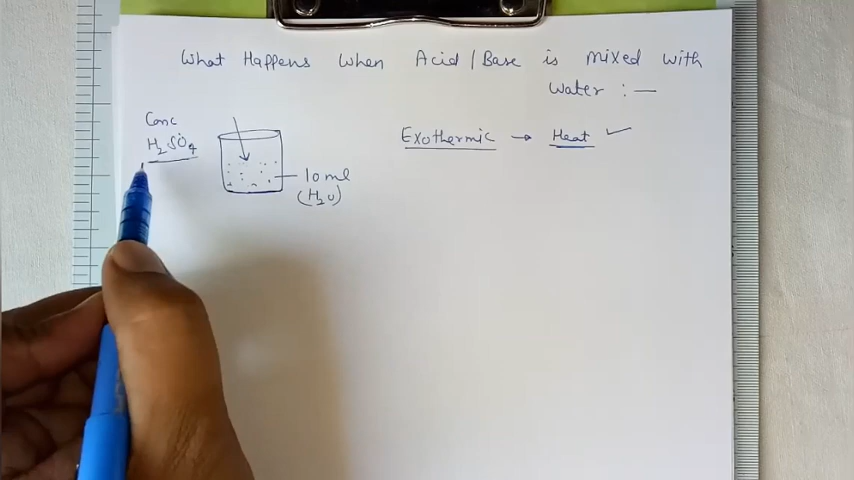 What Happens when Acid / Base is mixed with
water : —
Conc
H₂SO₄
10 ml
(H₂O)
Exothermic → Heat ✓